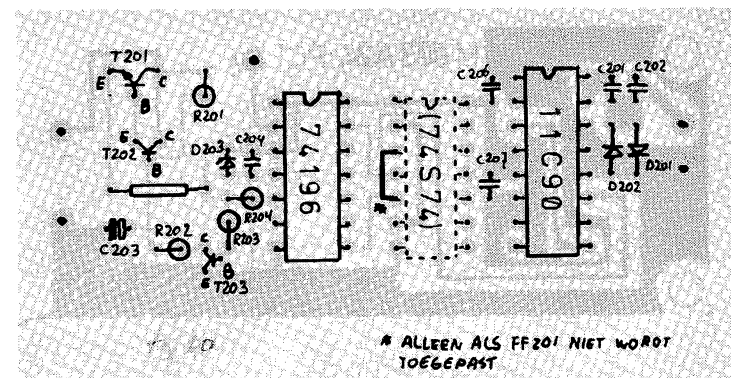 T201
E C
B
R201
E C
T202 B
D203 C204
74196
(74S74)
C206
C207
11C90
C201 C202
D201
D202
C203
R202
R204
R203
C
B
E T203
*
* ALLEEN ALS FF201 NIET WORDT
TOEGEPAST